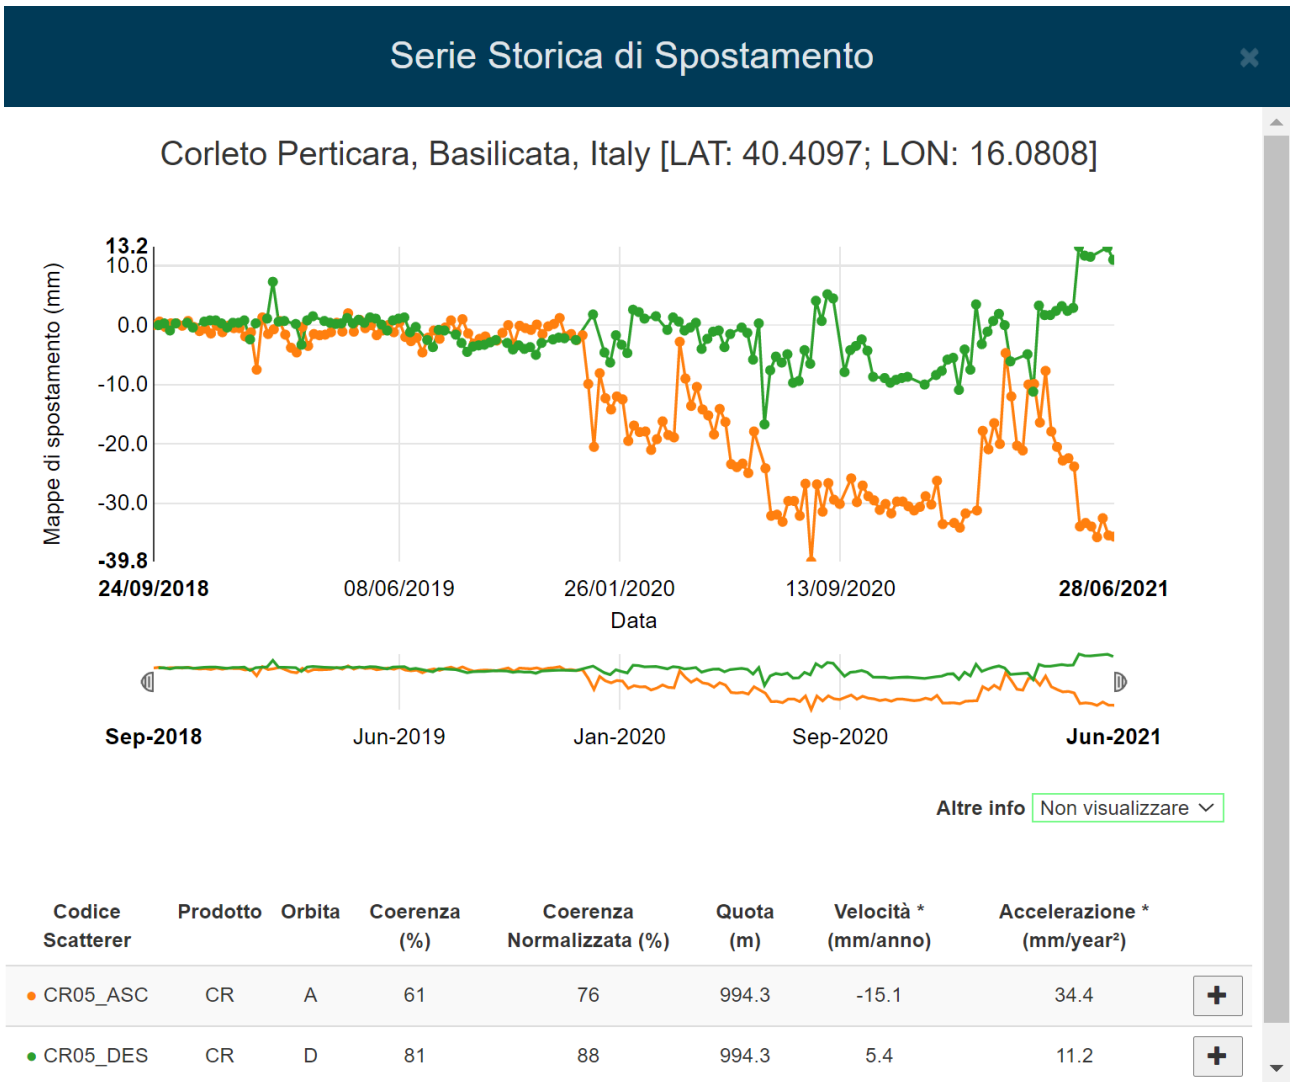 Serie Storica di Spostamento
Corleto Perticara, Basilicata, Italy [LAT: 40.4097; LON: 16.0808]
Mappe di spostamento (mm)
13.2
10.0
0.0
-10.0
-20.0
-30.0
-39.8
24/09/2018 08/06/2019 26/01/2020 13/09/2020 28/06/2021
Data
Sep-2018 Jun-2019 Jan-2020 Sep-2020 Jun-2021
Altre info Non visualizzare
Codice Prodotto Orbita Coerenza Coerenza Quota Velocità * Accelerazione *
Scatterer (%) Normalizzata (%) (m) (mm/anno) (mm/year²)
CR05_ASC CR A 61 76 994.3 -15.1 34.4
CR05_DES CR D 81 88 994.3 5.4 11.2